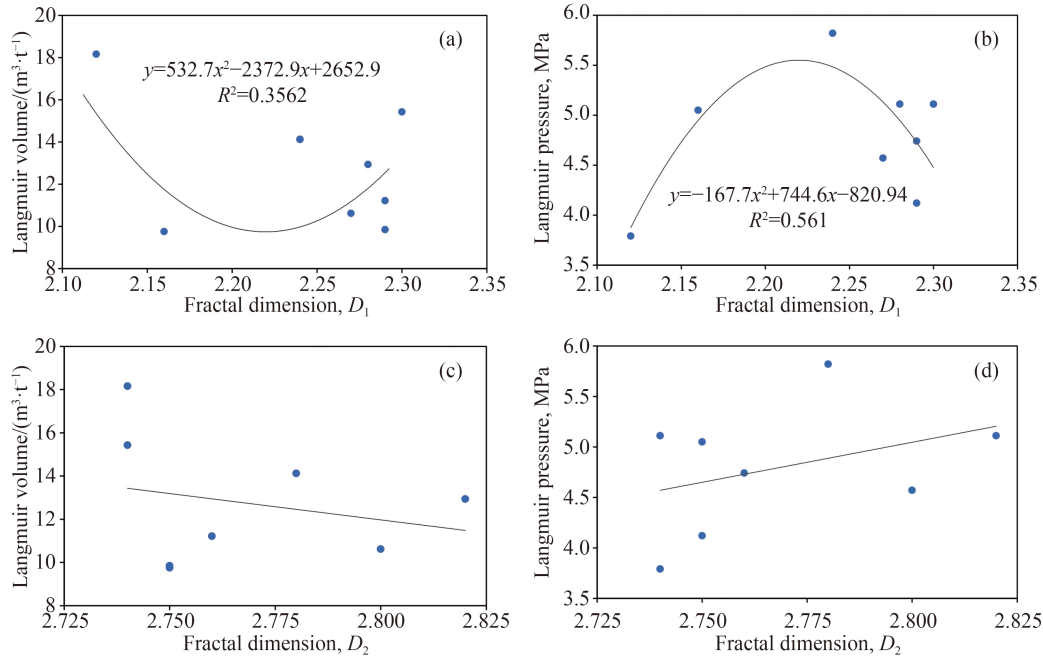 20
18
16
14
12
10
8
Langmuir volume/(m³·t⁻¹)
(a)
y=532.7x²−2372.9x+2652.9
R²=0.3562
2.10 2.15 2.20 2.25 2.30 2.35
Fractal dimension, D₁
6.0
5.5
5.0
4.5
4.0
3.5
Langmuir pressure, MPa
(b)
y=−167.7x²+744.6x−820.94
R²=0.561
2.10 2.15 2.20 2.25 2.30 2.35
Fractal dimension, D₁
20
18
16
14
12
10
8
Langmuir volume/(m³·t⁻¹)
(c)
2.725 2.750 2.775 2.800 2.825
Fractal dimension, D₂
6.0
5.5
5.0
4.5
4.0
3.5
Langmuir pressure, MPa
(d)
2.725 2.750 2.775 2.800 2.825
Fractal dimension, D₂